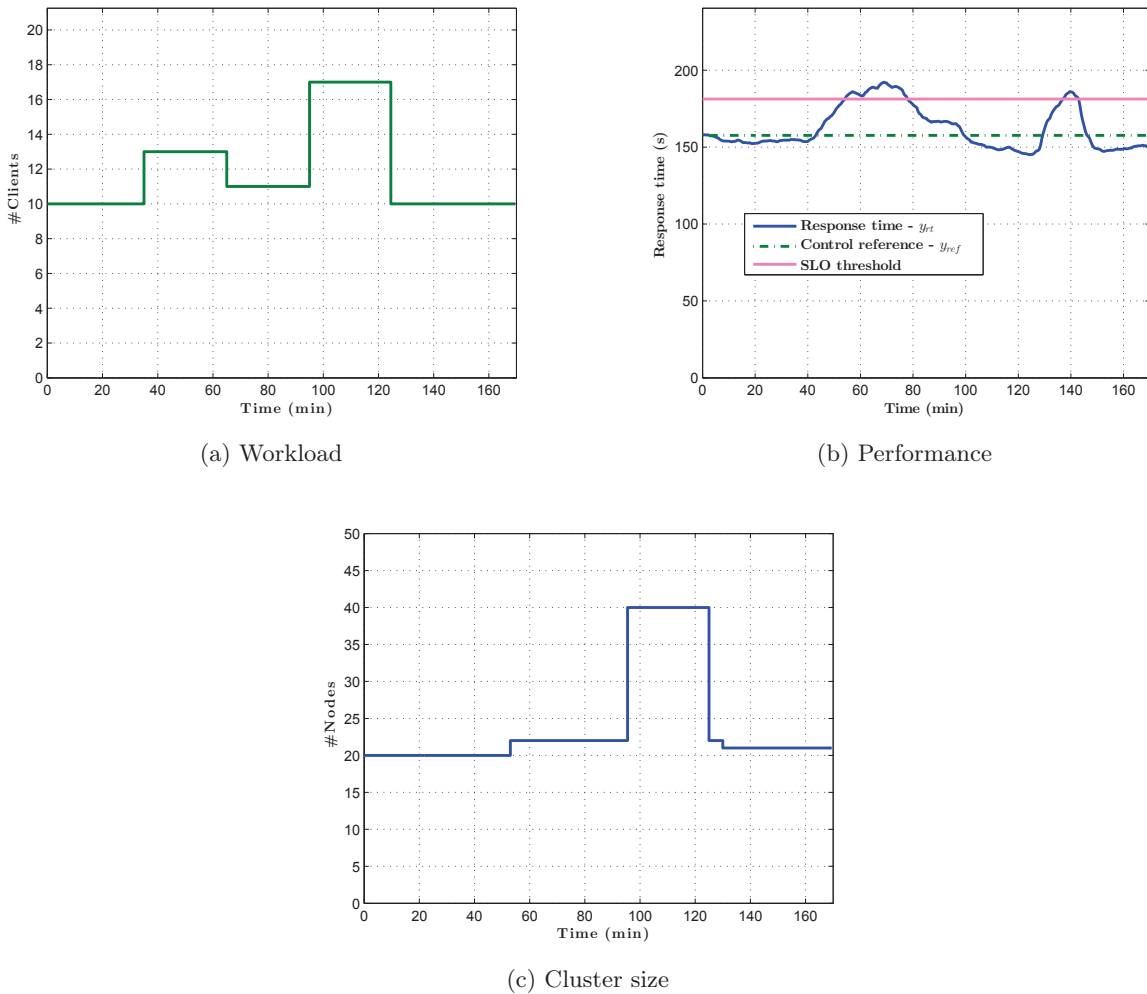 20
18
16
14
12
10
8
6
4
2
0
#Clients
0 20 40 60 80 100 120 140 160
Time (min)
(a) Workload
200
150
100
50
0
Response time (s)
Response time - y_rt
Control reference - y_ref
SLO threshold
0 20 40 60 80 100 120 140 160
Time (min)
(b) Performance
50
45
40
35
30
25
20
15
10
5
0
#Nodes
0 20 40 60 80 100 120 140 160
Time (min)
(c) Cluster size